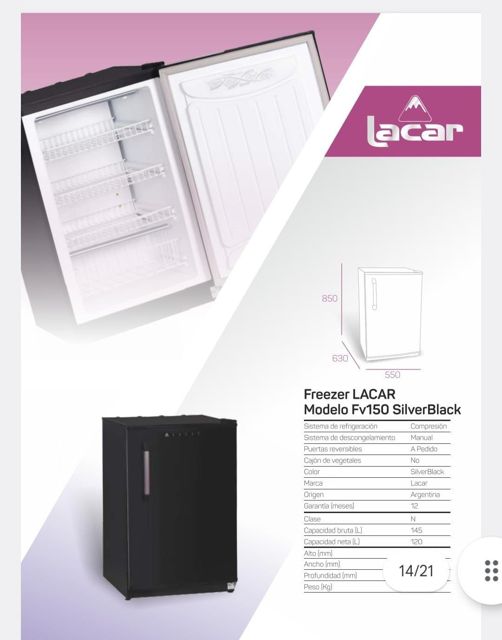 Lacar
850
630
550
Freezer LACAR
Modelo Fv150 SilverBlack
Sistema de refrigeración Compresión
Sistema de descongelamiento Manual
Puertas reversibles A Pedido
Cajón de vegetales No
Color SilverBlack
Marca Lacar
Origen Argentina
Garantía (meses) 12
Clase N
Capacidad bruta (L) 145
Capacidad neta (L) 120
Alto (mm)
Ancho (mm)
Profundidad (mm)
Peso (Kg)
14/21